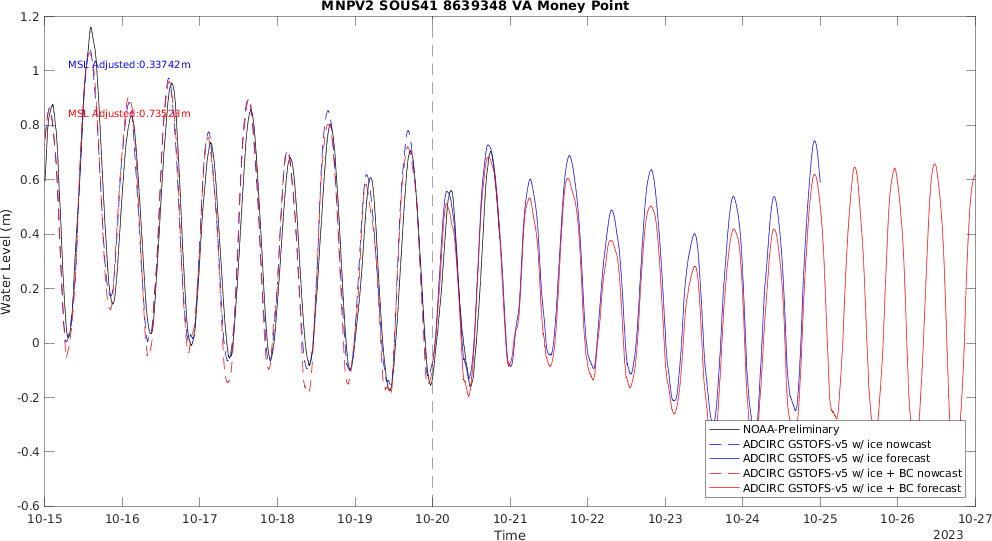 MNPV2 SOUS41 8639348 VA Money Point
MSL Adjusted:0.33742m
MSL Adjusted:0.73523m
Water Level (m)
1.2
1
0.8
0.6
0.4
0.2
0
-0.2
-0.4
-0.6
NOAA-Preliminary
ADCIRC GSTOFS-v5 w/ ice nowcast
ADCIRC GSTOFS-v5 w/ ice forecast
ADCIRC GSTOFS-v5 w/ ice + BC nowcast
ADCIRC GSTOFS-v5 w/ ice + BC forecast
10-15 10-16 10-17 10-18 10-19 10-20 10-21 10-22 10-23 10-24 10-25 10-26 10-27
Time
2023